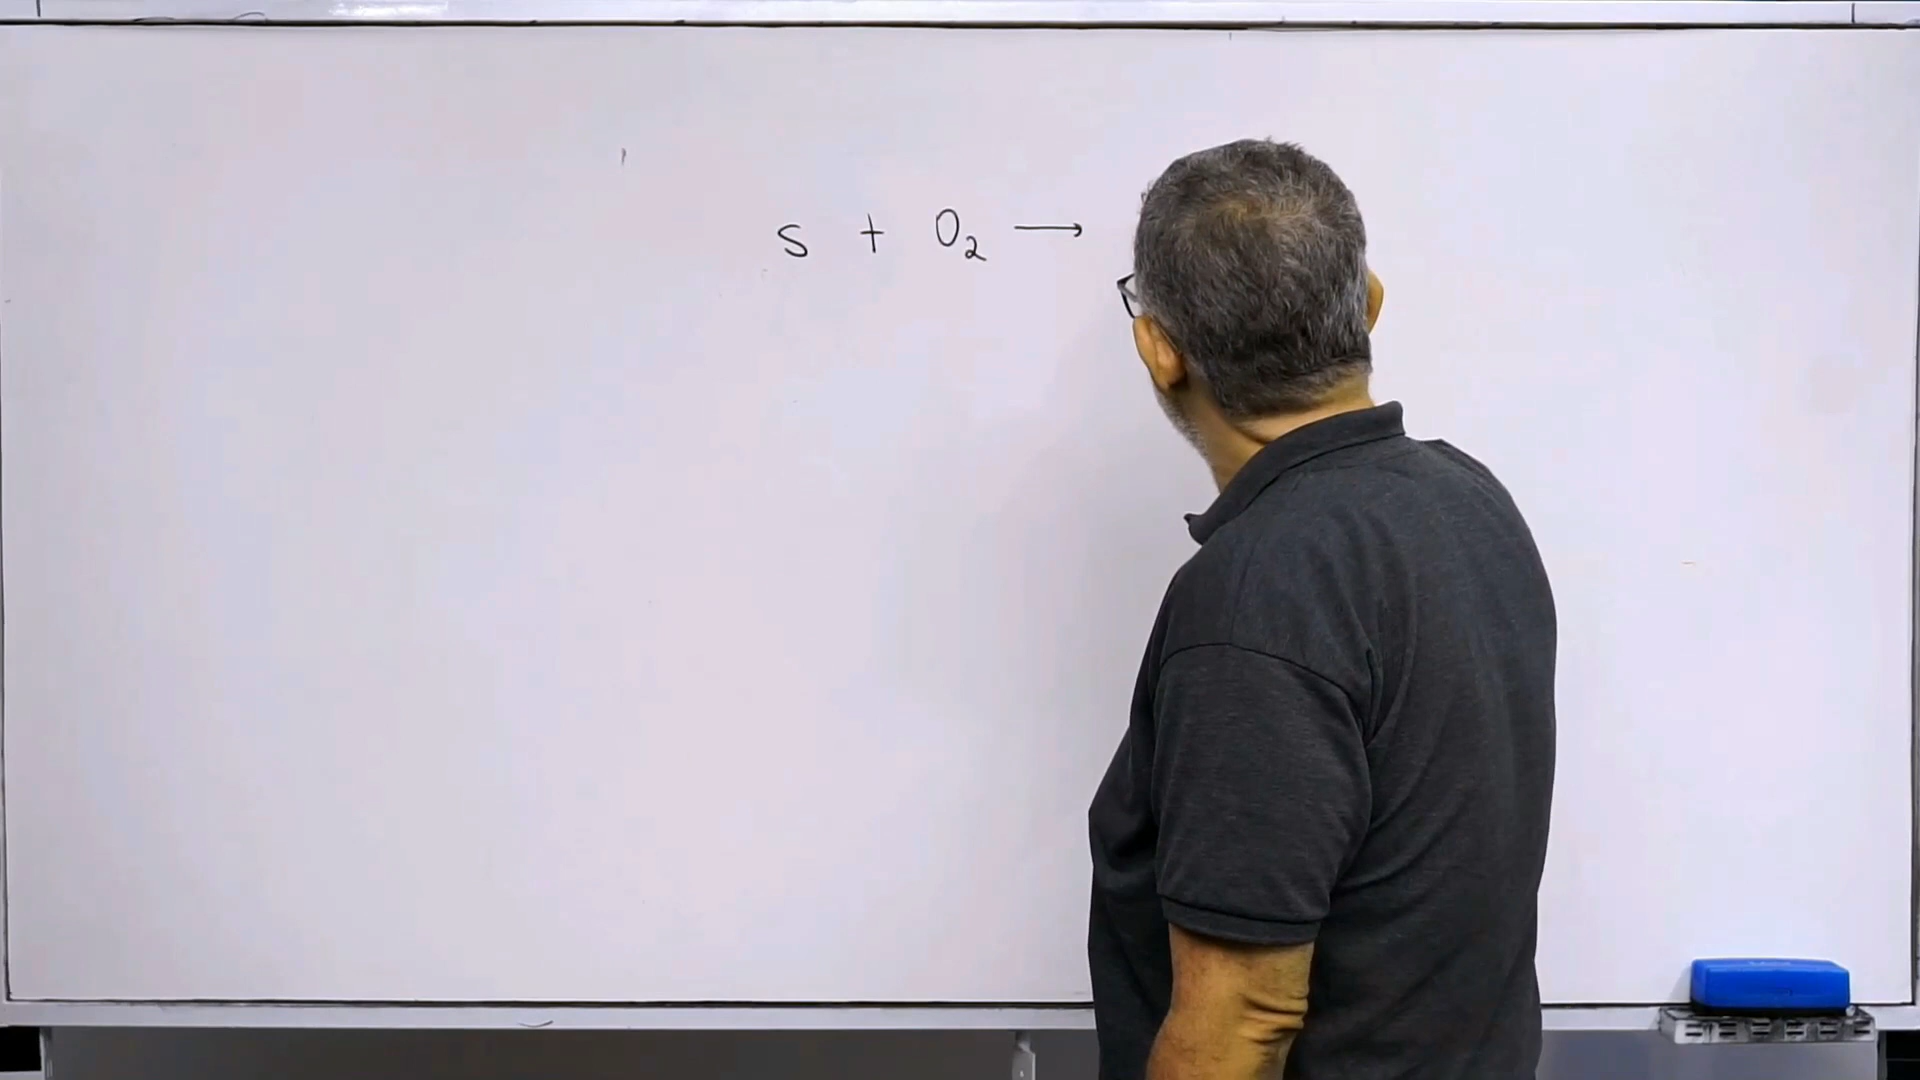 S + O₂ →